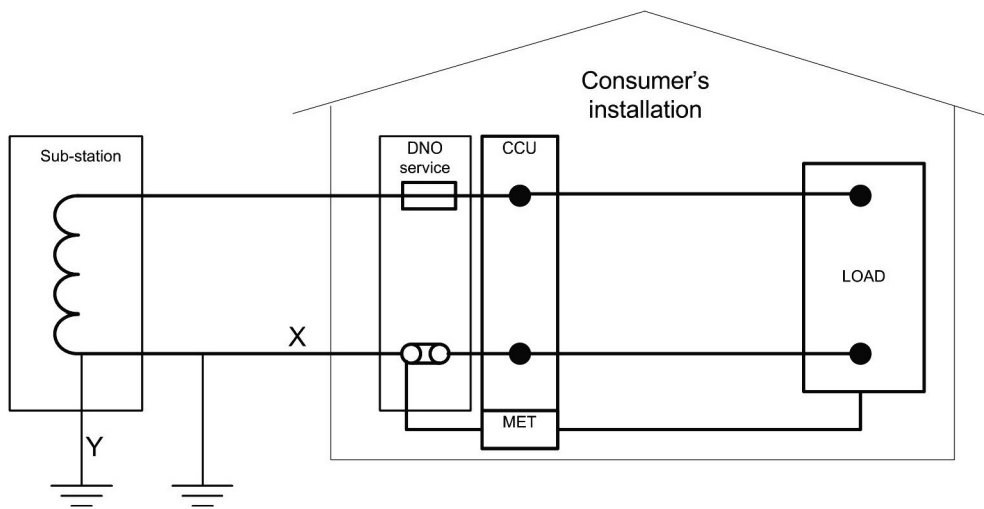 Consumer's
installation
Sub-station
DNO
service
CCU
LOAD
X
MET
Y